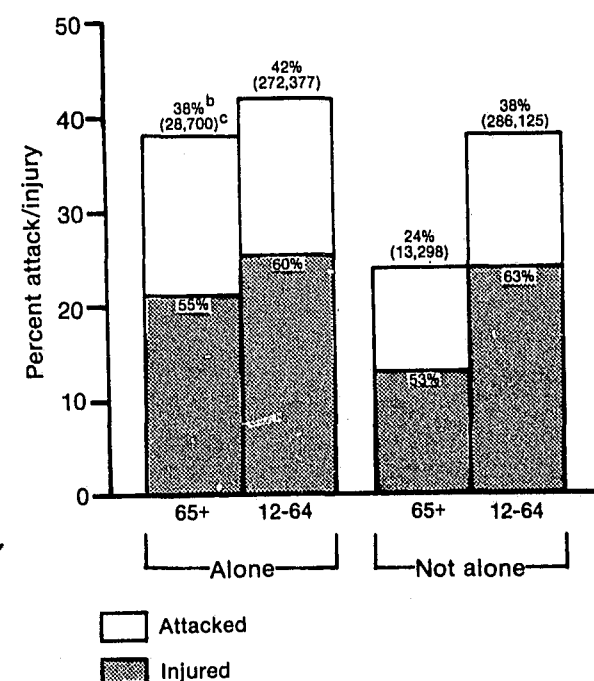 50
40
30
20
10
0
Percent attack/injury
38%b
(28,700)c
42%
(272,377)
24%
(13,298)
38%
(286,125)
55%
60%
53%
63%
65+ 12-64 65+ 12-64
Alone Not alone
Attacked
Injured